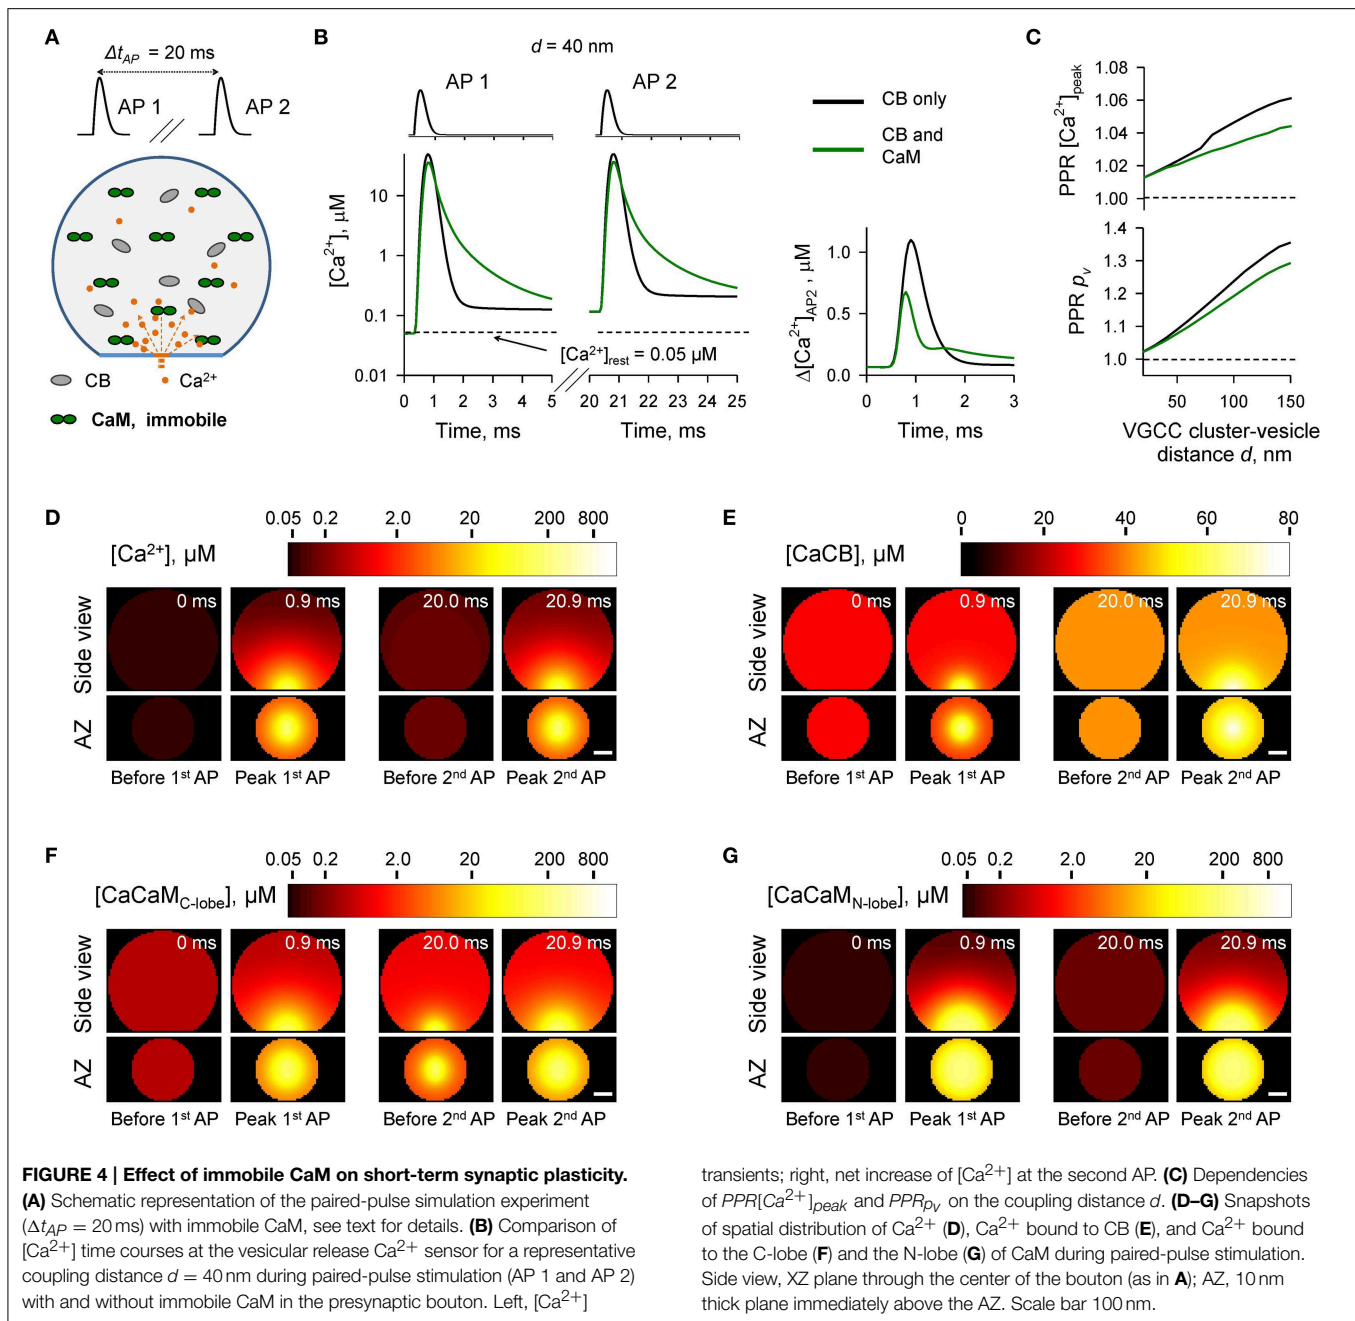 A
Δt_AP = 20 ms
AP 1
AP 2
CB
Ca²⁺
CaM, immobile
B
d = 40 nm
AP 1
AP 2
[Ca²⁺], µM
10
1
0.1
0.01
[Ca²⁺]rest = 0.05 µM
0 1 2 3 4 5
20 21 22 23 24 25
Time, ms
Time, ms
CB only
CB and
CaM
Δ[Ca²⁺]AP2 , µM
1.0
0.5
0.0
0 1 2 3
Time, ms
C
PPR [Ca²⁺]peak
1.08
1.06
1.04
1.02
1.00
PPR p_v
1.4
1.3
1.2
1.1
1.0
50 100 150
VGCC cluster-vesicle
distance d, nm
D
0.05 0.2 2.0 20 200 800
[Ca²⁺], µM
Side view
0 ms
0.9 ms
20.0 ms
20.9 ms
AZ
Before 1st AP
Peak 1st AP
Before 2nd AP
Peak 2nd AP
E
0 20 40 60 80
[CaCB], µM
Side view
0 ms
0.9 ms
20.0 ms
20.9 ms
AZ
Before 1st AP
Peak 1st AP
Before 2nd AP
Peak 2nd AP
F
0.05 0.2 2.0 20 200 800
[CaCaM C-lobe], µM
Side view
0 ms
0.9 ms
20.0 ms
20.9 ms
AZ
Before 1st AP
Peak 1st AP
Before 2nd AP
Peak 2nd AP
G
0.05 0.2 2.0 20 200 800
[CaCaM N-lobe], µM
Side view
0 ms
0.9 ms
20.0 ms
20.9 ms
AZ
Before 1st AP
Peak 1st AP
Before 2nd AP
Peak 2nd AP
FIGURE 4 | Effect of immobile CaM on short-term synaptic plasticity.
(A) Schematic representation of the paired-pulse simulation experiment
(Δt_AP = 20 ms) with immobile CaM, see text for details. (B) Comparison of
[Ca²⁺] time courses at the vesicular release Ca²⁺ sensor for a representative
coupling distance d = 40 nm during paired-pulse stimulation (AP 1 and AP 2)
with and without immobile CaM in the presynaptic bouton. Left, [Ca²⁺]
transients; right, net increase of [Ca²⁺] at the second AP. (C) Dependencies
of PPR[Ca²⁺]peak and PPRpv on the coupling distance d. (D–G) Snapshots
of spatial distribution of Ca²⁺ (D), Ca²⁺ bound to CB (E), and Ca²⁺ bound
to the C-lobe (F) and the N-lobe (G) of CaM during paired-pulse stimulation.
Side view, XZ plane through the center of the bouton (as in A); AZ, 10 nm
thick plane immediately above the AZ. Scale bar 100 nm.